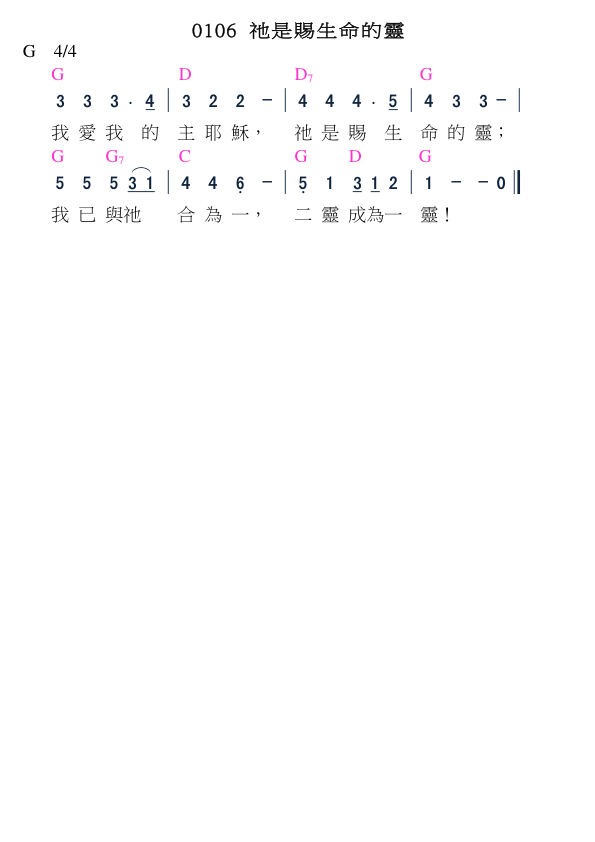 0106 祂是賜生命的靈
G 4/4
G D D7 G
3 3 3 · 4 | 3 2 2 - | 4 4 4 · 5 | 4 3 3 - |
我 愛 我 的 主 耶 穌， 祂 是 賜 生 命 的 靈；
G G7 C G D G
5 5 5 3 1 | 4 4 6̣ - | 5̣ 1 3 1 2 | 1 - - 0 ||
我 已 與祂 合 為 一， 二 靈 成為一 靈！